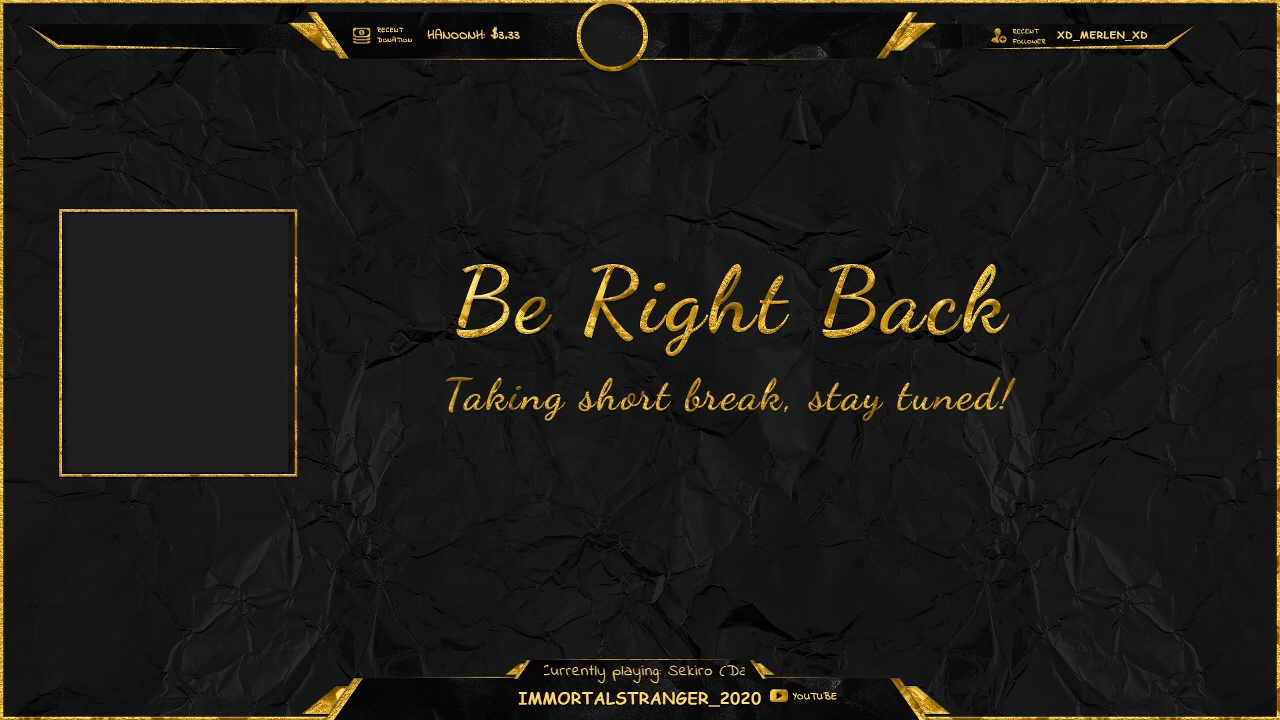 RECENT DONATION
HANOONH: $3.33
RECENT FOLLOWER
XD_MERLEN_XD
Be Right Back
Taking short break, stay tuned!
Currently playing: Sekiro (Da
IMMORTALSTRANGER_2020
YOUTUBE